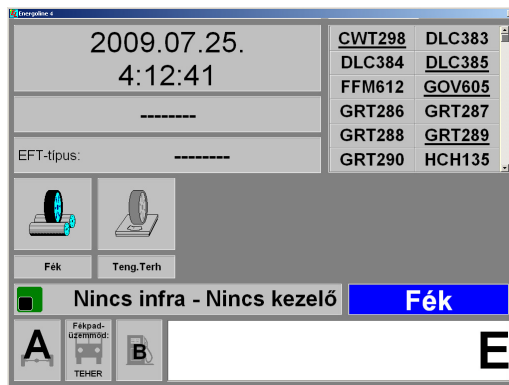 Energoline 4
2009.07.25.
4:12:41
--------
EFT-típus: --------
CWT298 DLC383
DLC384 DLC385
FFM612 GOV605
GRT286 GRT287
GRT288 GRT289
GRT290 HCH135
Fék Teng.Terh
Nincs infra - Nincs kezelő Fék
A
Fékpad-
üzemmód:
TEHER
B
E